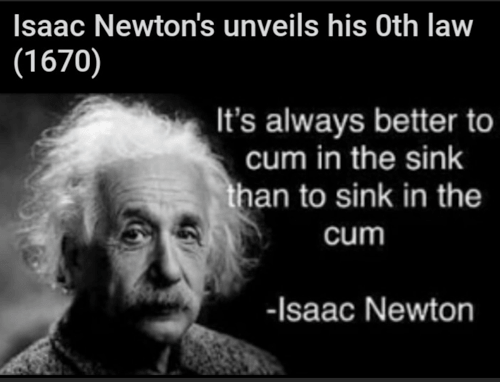 Isaac Newton's unveils his 0th law
(1670)
It's always better to
cum in the sink
than to sink in the
cum
-Isaac Newton